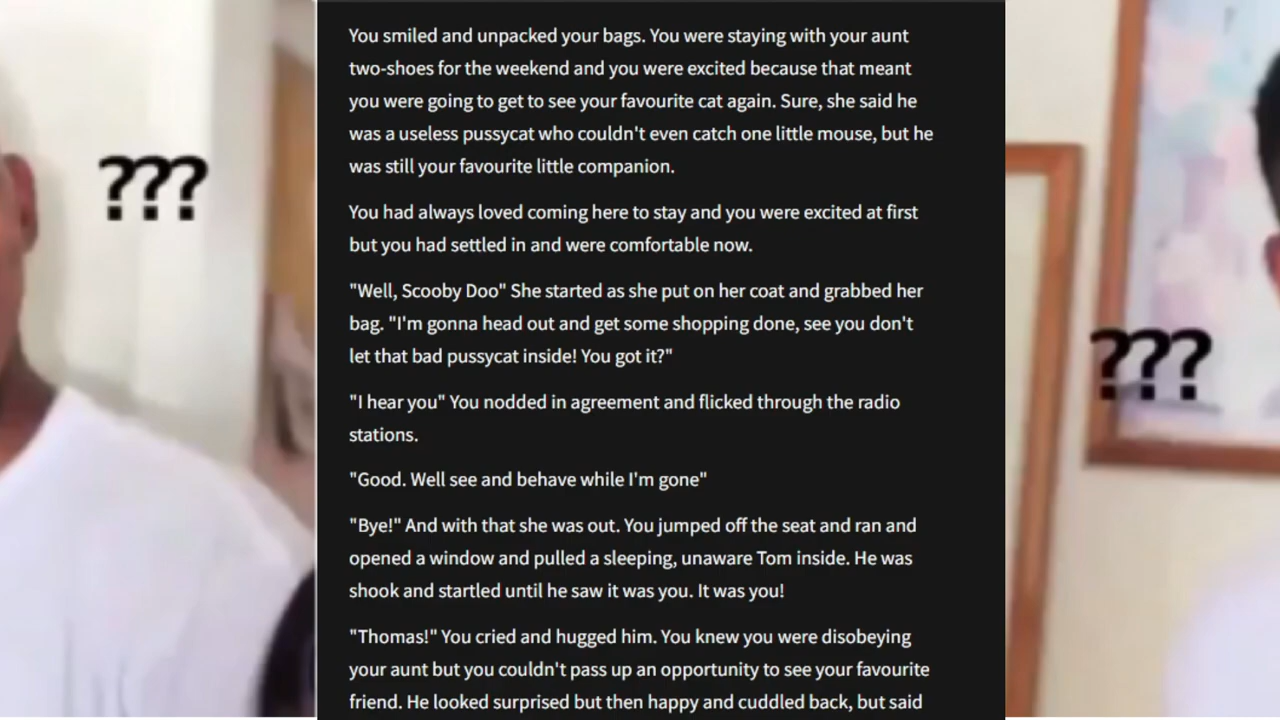 You smiled and unpacked your bags. You were staying with your aunt
two-shoes for the weekend and you were excited because that meant
you were going to get to see your favourite cat again. Sure, she said he
was a useless pussycat who couldn't even catch one little mouse, but he
was still your favourite little companion.
You had always loved coming here to stay and you were excited at first
but you had settled in and were comfortable now.
"Well, Scooby Doo" She started as she put on her coat and grabbed her
bag. "I'm gonna head out and get some shopping done, see you don't
let that bad pussycat inside! You got it?"
"I hear you" You nodded in agreement and flicked through the radio
stations.
"Good. Well see and behave while I'm gone"
"Bye!" And with that she was out. You jumped off the seat and ran and
opened a window and pulled a sleeping, unaware Tom inside. He was
shook and startled until he saw it was you. It was you!
"Thomas!" You cried and hugged him. You knew you were disobeying
your aunt but you couldn't pass up an opportunity to see your favourite
friend. He looked surprised but then happy and cuddled back, but said
???
???